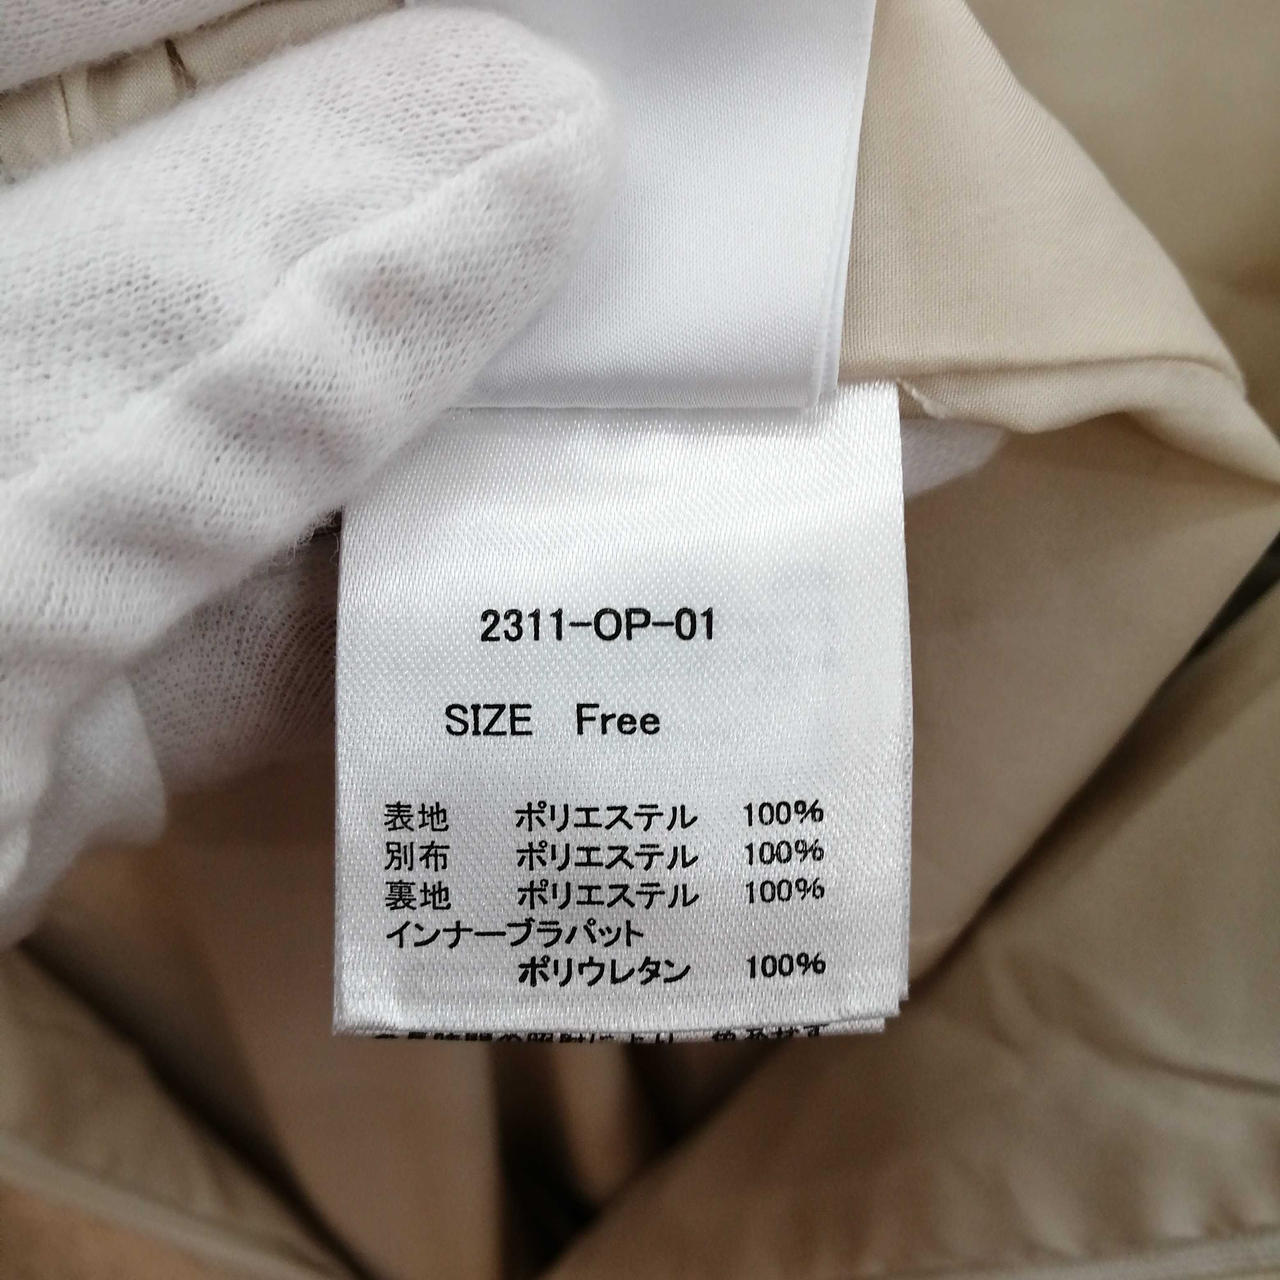 2311-OP-01
SIZE Free
表地 ポリエステル 100%
別布 ポリエステル 100%
裏地 ポリエステル 100%
インナーブラパット
ポリウレタン 100%